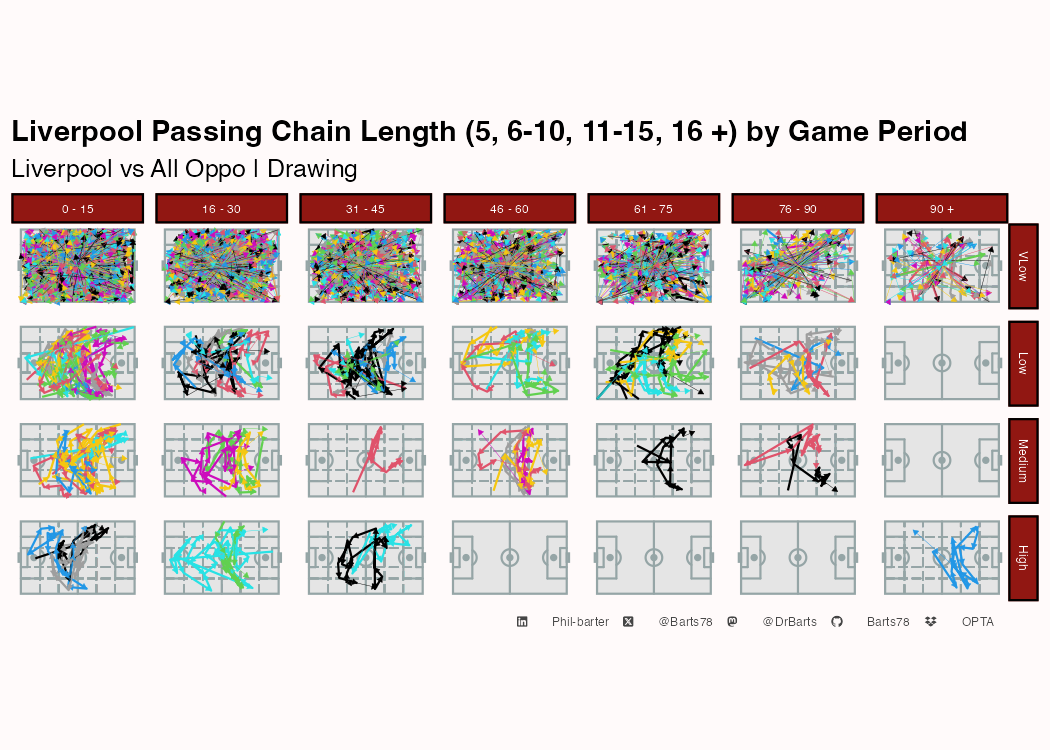 Liverpool Passing Chain Length (5, 6-10, 11-15, 16 +) by Game Period
Liverpool vs All Oppo | Drawing
0 - 15 16 - 30 31 - 45 46 - 60 61 - 75 76 - 90 90 +
VLow
Low
Medium
High
Phil-barter @Barts78 @DrBarts Barts78 OPTA